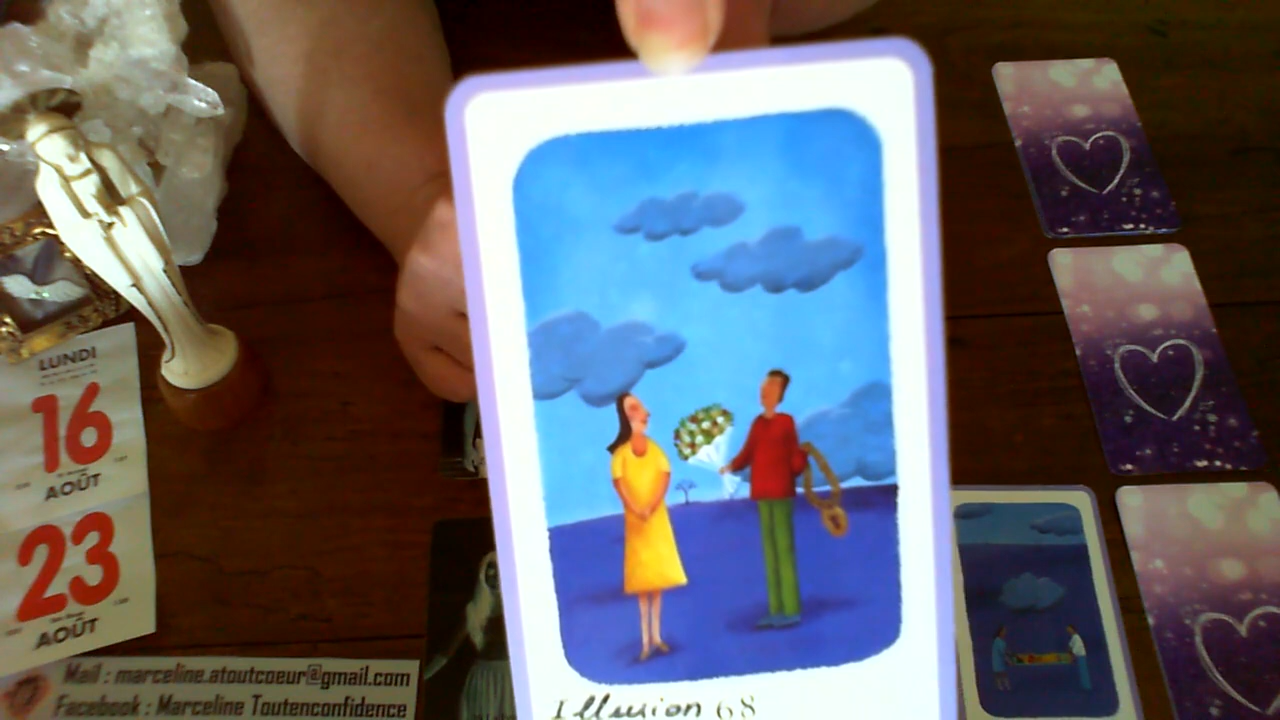 LUNDI
16
AOÛT
23
AOÛT
Mail : marceline.atoutcoeur@gmail.com
Facebook : Marceline Toutenconfidence
Illusion 68